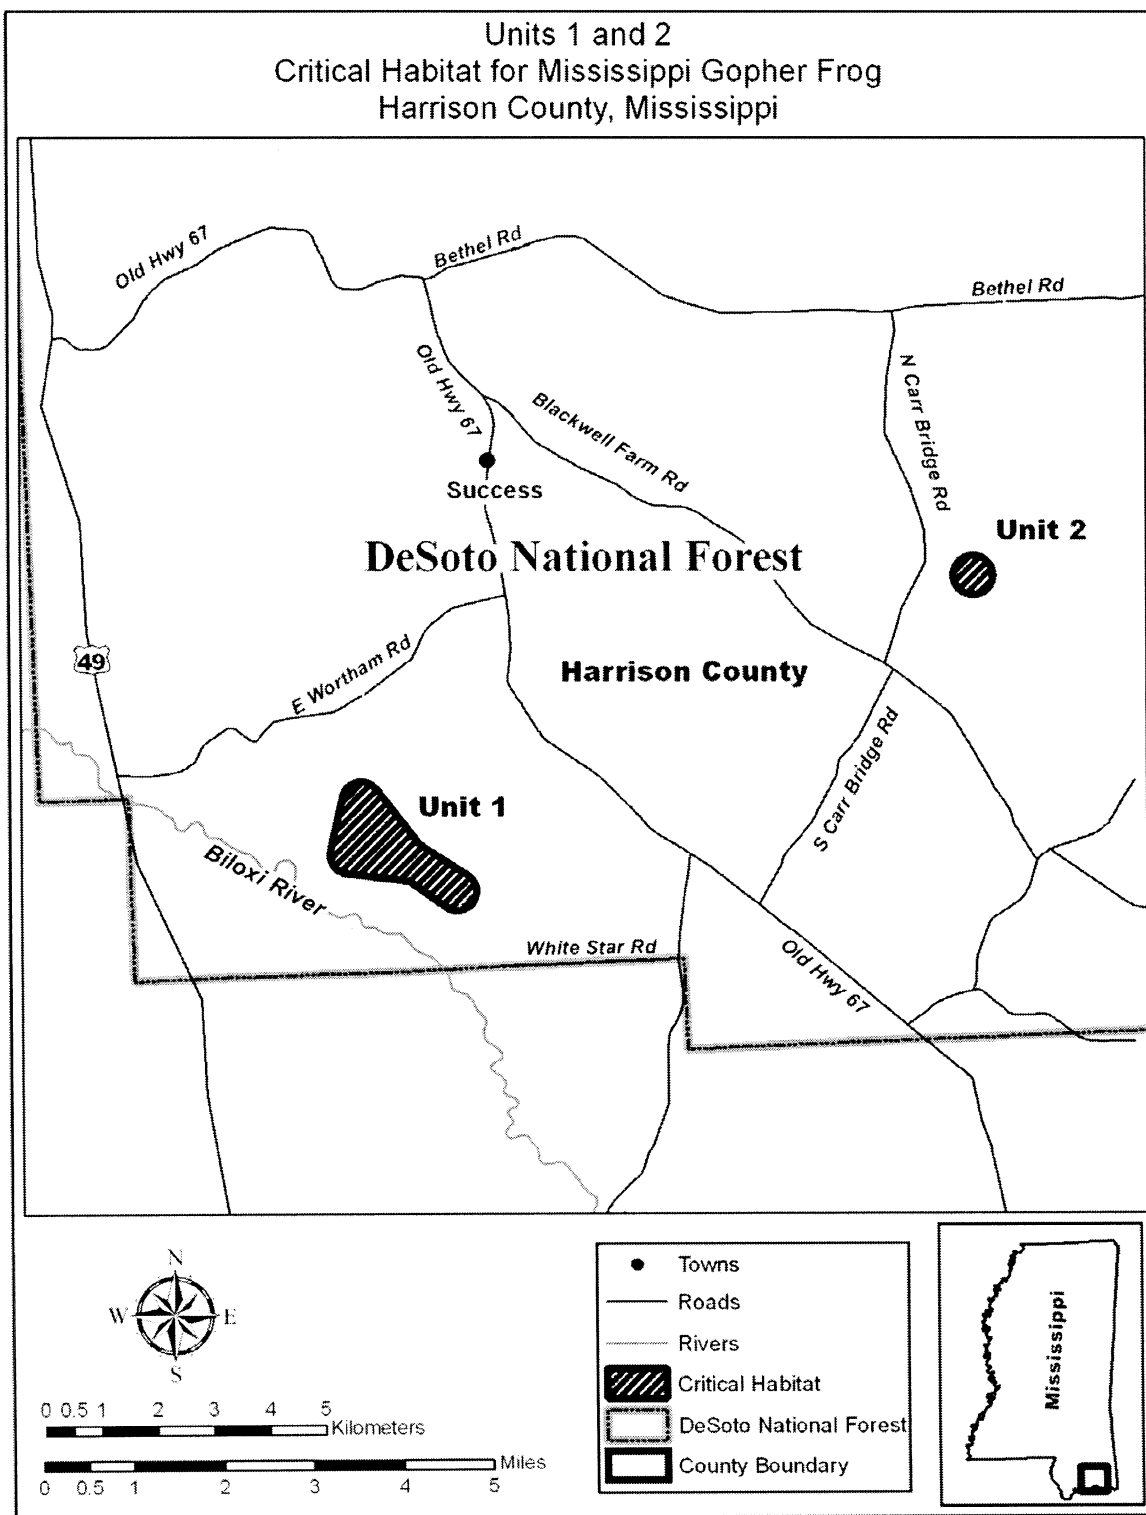 Units 1 and 2
Critical Habitat for Mississippi Gopher Frog
Harrison County, Mississippi
Old Hwy 67
Bethel Rd
Bethel Rd
Old Hwy 67
Blackwell Farm Rd
N Carr Bridge Rd
Success
Unit 2
DeSoto National Forest
49
E Wortham Rd
Harrison County
S Carr Bridge Rd
Unit 1
Biloxi River
White Star Rd
Old Hwy 67
N
W E
S
0 0.5 1 2 3 4 5
Kilometers
Miles
0 0.5 1 2 3 4 5
Towns
Roads
Rivers
Critical Habitat
DeSoto National Forest
County Boundary
Mississippi